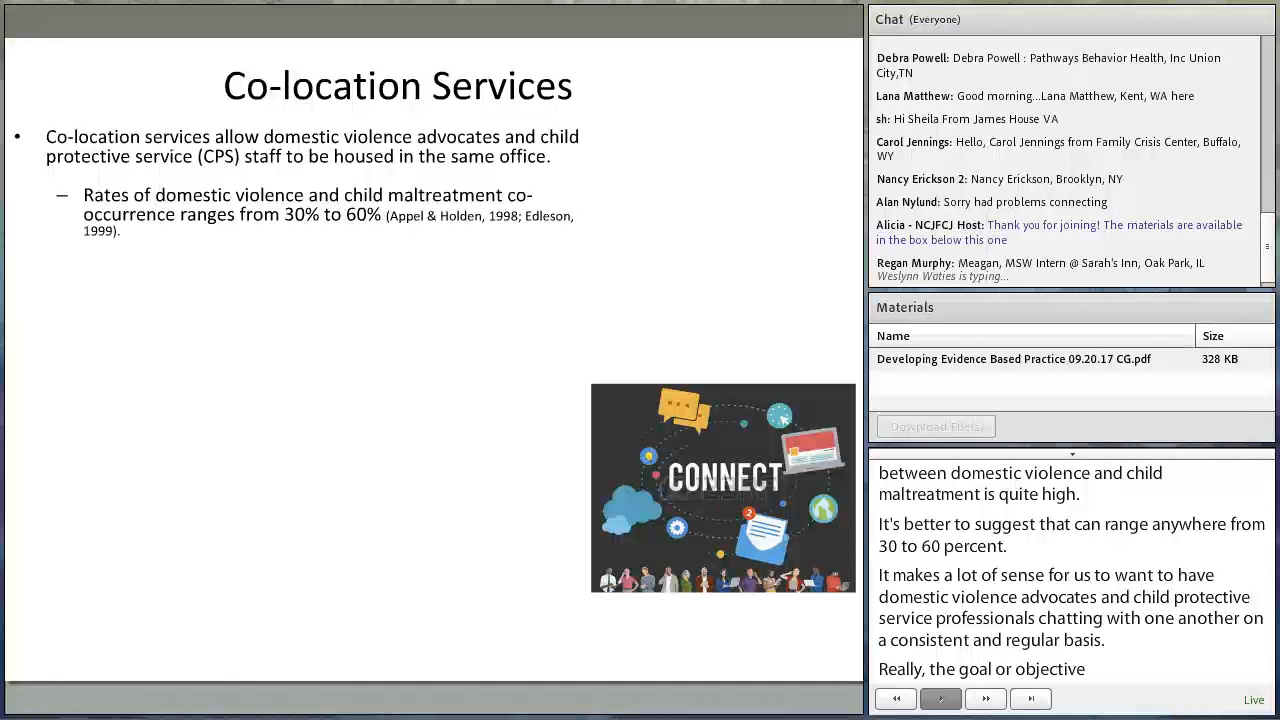 Co-location Services
• Co-location services allow domestic violence advocates and child
protective service (CPS) staff to be housed in the same office.
– Rates of domestic violence and child maltreatment co-
occurrence ranges from 30% to 60% (Appel & Holden, 1998; Edleson,
1999).
CONNECT
2
Chat (Everyone)
Debra Powell: Debra Powell : Pathways Behavior Health, Inc Union
City,TN
Lana Matthew: Good morning...Lana Matthew, Kent, WA here
sh: Hi Sheila From James House VA
Carol Jennings: Hello, Carol Jennings from Family Crisis Center, Buffalo,
WY
Nancy Erickson 2: Nancy Erickson, Brooklyn, NY
Alan Nylund: Sorry had problems connecting
Alicia - NCJFCJ Host: Thank you for joining! The materials are available
in the box below this one
Regan Murphy: Meagan, MSW Intern @ Sarah's Inn, Oak Park, IL
Weslynn Waties is typing...
Materials
Name Size
Developing Evidence Based Practice 09.20.17 CG.pdf 328 KB
Download File(s)
between domestic violence and child
maltreatment is quite high.
It's better to suggest that can range anywhere from
30 to 60 percent.
It makes a lot of sense for us to want to have
domestic violence advocates and child protective
service professionals chatting with one another on
a consistent and regular basis.
Really, the goal or objective
Live